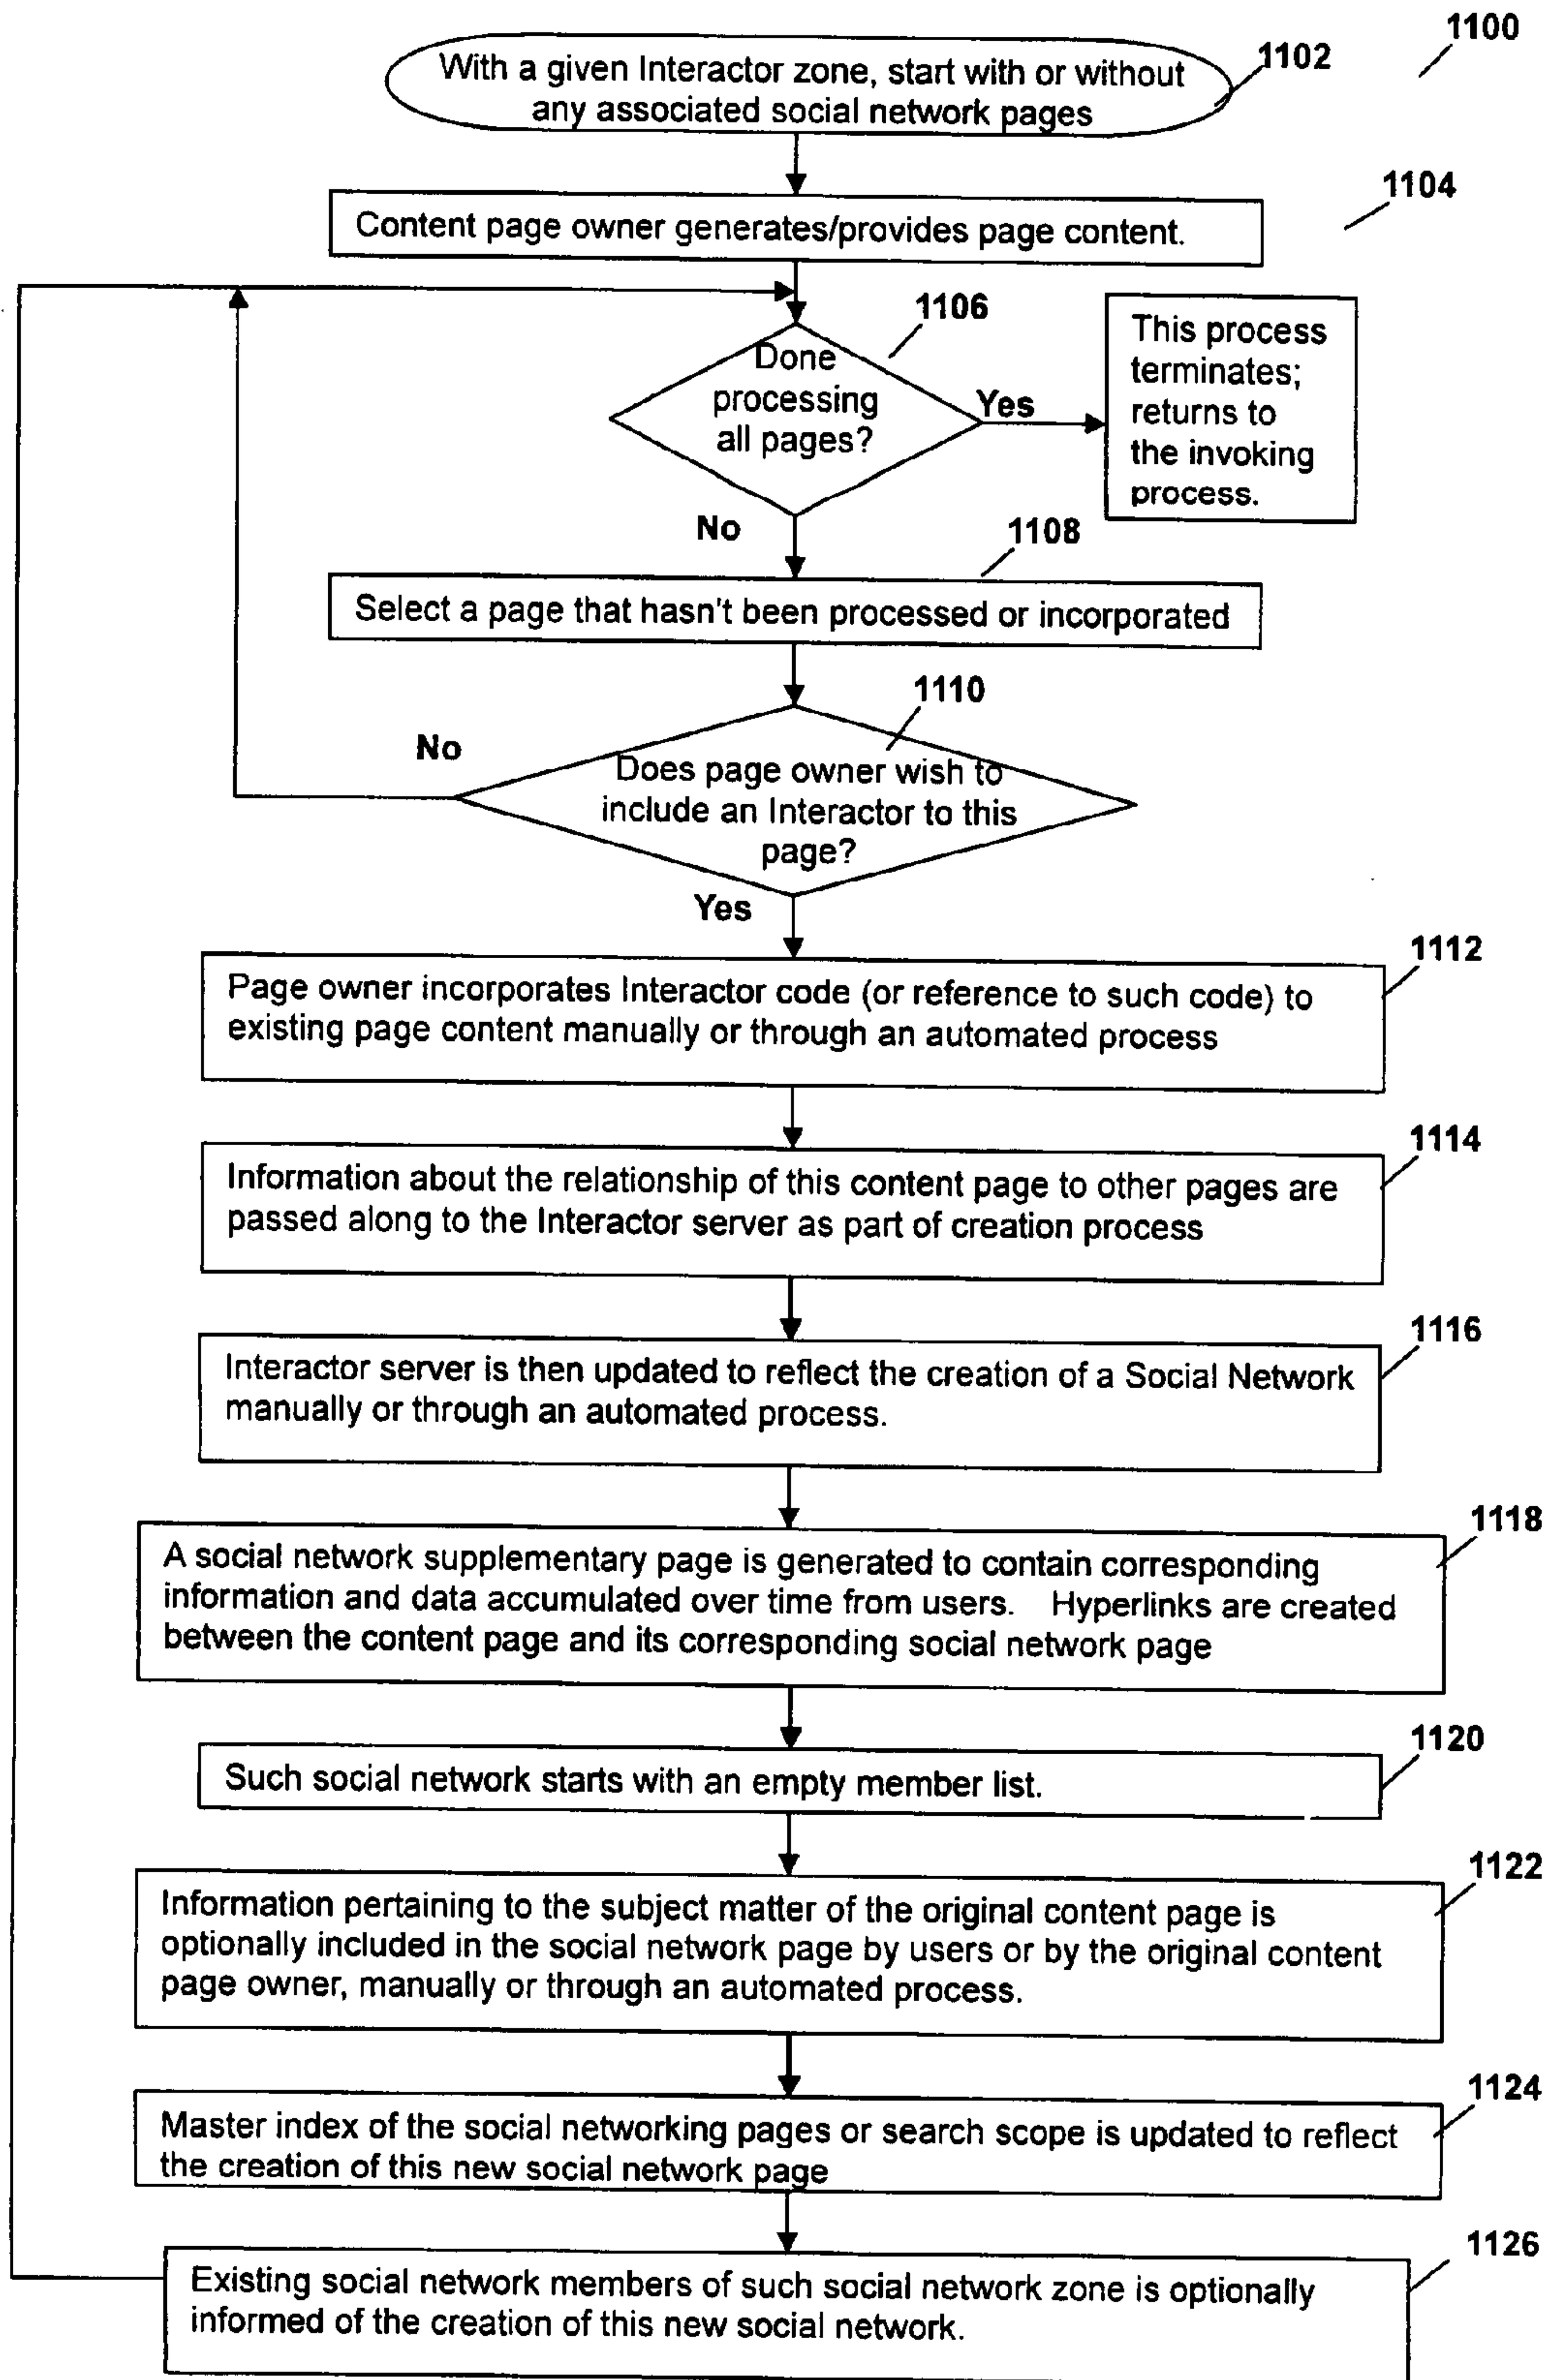 1100
With a given Interactor zone, start with or without
any associated social network pages
1102
1104
Content page owner generates/provides page content.
1106
Done
processing
all pages?
Yes
This process
terminates;
returns to
the invoking
process.
No
1108
Select a page that hasn't been processed or incorporated
1110
No
Does page owner wish to
include an Interactor to this
page?
Yes
1112
Page owner incorporates Interactor code (or reference to such code) to
existing page content manually or through an automated process
1114
Information about the relationship of this content page to other pages are
passed along to the Interactor server as part of creation process
1116
Interactor server is then updated to reflect the creation of a Social Network
manually or through an automated process.
1118
A social network supplementary page is generated to contain corresponding
information and data accumulated over time from users. Hyperlinks are created
between the content page and its corresponding social network page
1120
Such social network starts with an empty member list.
1122
Information pertaining to the subject matter of the original content page is
optionally included in the social network page by users or by the original content
page owner, manually or through an automated process.
1124
Master index of the social networking pages or search scope is updated to reflect
the creation of this new social network page
1126
Existing social network members of such social network zone is optionally
informed of the creation of this new social network.